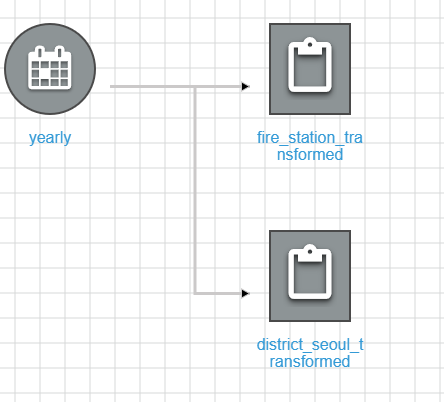 yearly
fire_station_tra
nsformed
district_seoul_t
ransformed